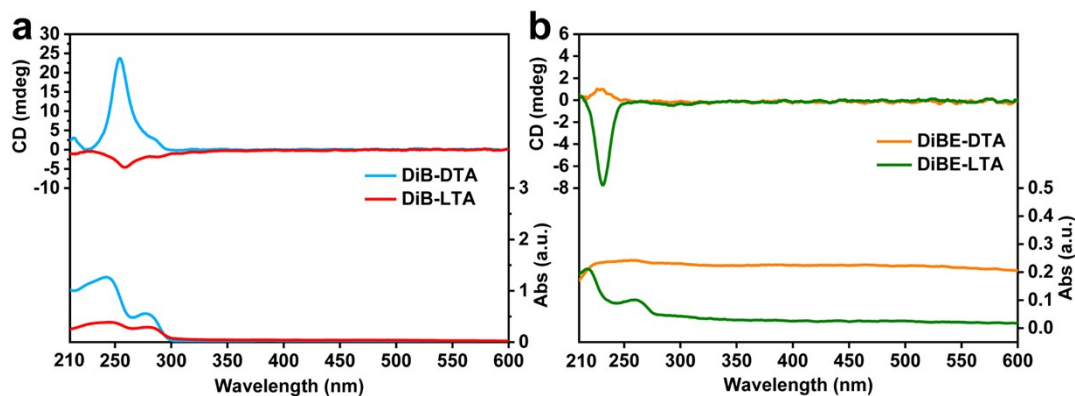 a
30
25
20
15
10
5
0
-5
-10
CD (mdeg)
DiB-DTA
DiB-LTA
3
2
1
0
Abs (a.u.)
210 250 300 350 400 450 500 550 600
Wavelength (nm)
b
6
4
2
0
-2
-4
-6
-8
CD (mdeg)
DiBE-DTA
DiBE-LTA
0.5
0.4
0.3
0.2
0.1
0.0
Abs (a.u.)
210 250 300 350 400 450 500 550 600
Wavelength (nm)